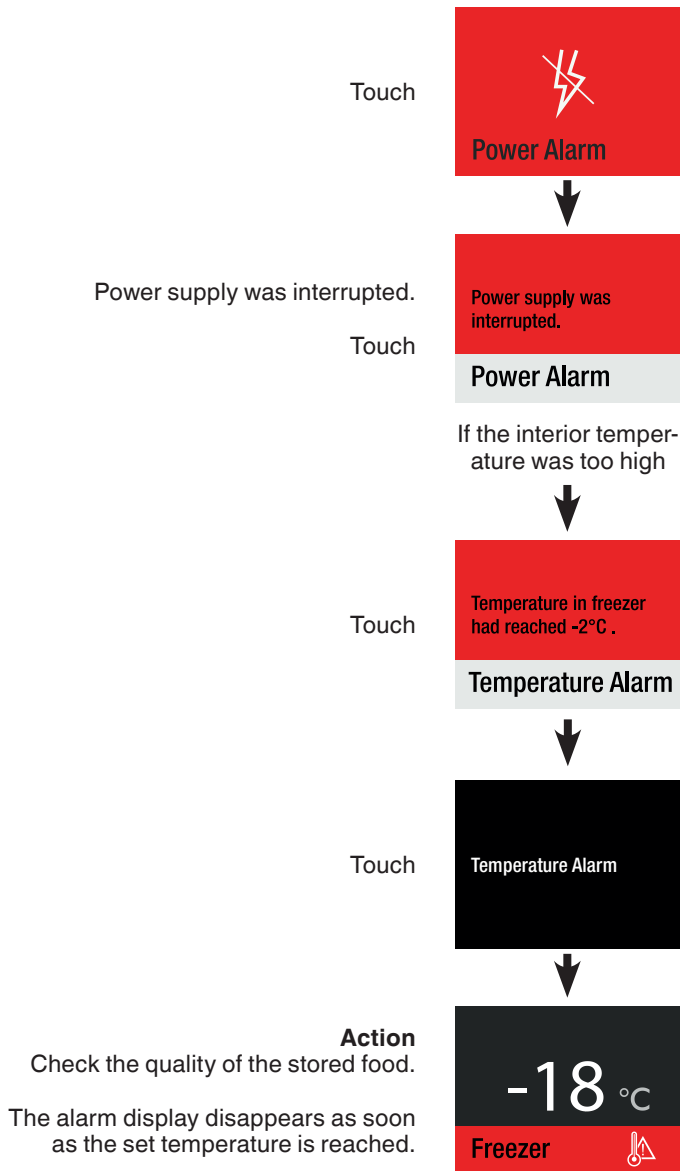 Touch
Power Alarm
Power supply was interrupted.
Touch
Power supply was
interrupted.
Power Alarm
If the interior temper-
ature was too high
Touch
Temperature in freezer
had reached -2°C .
Temperature Alarm
Touch
Temperature Alarm
Action
Check the quality of the stored food.
The alarm display disappears as soon
as the set temperature is reached.
-18 °C
Freezer